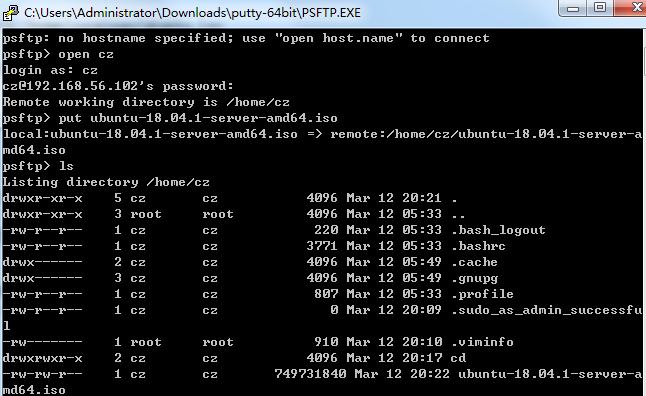 C:\Users\Administrator\Downloads\putty-64bit\PSFTP.EXE
psftp: no hostname specified; use "open host.name" to connect
psftp> open cz
login as: cz
cz@192.168.56.102's password:
Remote working directory is /home/cz
psftp> put ubuntu-18.04.1-server-amd64.iso
local:ubuntu-18.04.1-server-amd64.iso => remote:/home/cz/ubuntu-18.04.1-server-a
md64.iso
psftp> ls
Listing directory /home/cz
drwxr-xr-x    5 cz       cz           4096 Mar 12 20:21 .
drwxr-xr-x    3 root     root         4096 Mar 12 05:33 ..
-rw-r--r--    1 cz       cz            220 Mar 12 05:33 .bash_logout
-rw-r--r--    1 cz       cz           3771 Mar 12 05:33 .bashrc
drwx------    2 cz       cz           4096 Mar 12 05:49 .cache
drwx------    3 cz       cz           4096 Mar 12 05:49 .gnupg
-rw-r--r--    1 cz       cz            807 Mar 12 05:33 .profile
-rw-r--r--    1 cz       cz              0 Mar 12 20:09 .sudo_as_admin_successfu
l
-rw-------    1 root     root          910 Mar 12 20:10 .viminfo
drwxrwxr-x    2 cz       cz           4096 Mar 12 20:17 cd
-rw-rw-r--    1 cz       cz       749731840 Mar 12 20:22 ubuntu-18.04.1-server-a
md64.iso